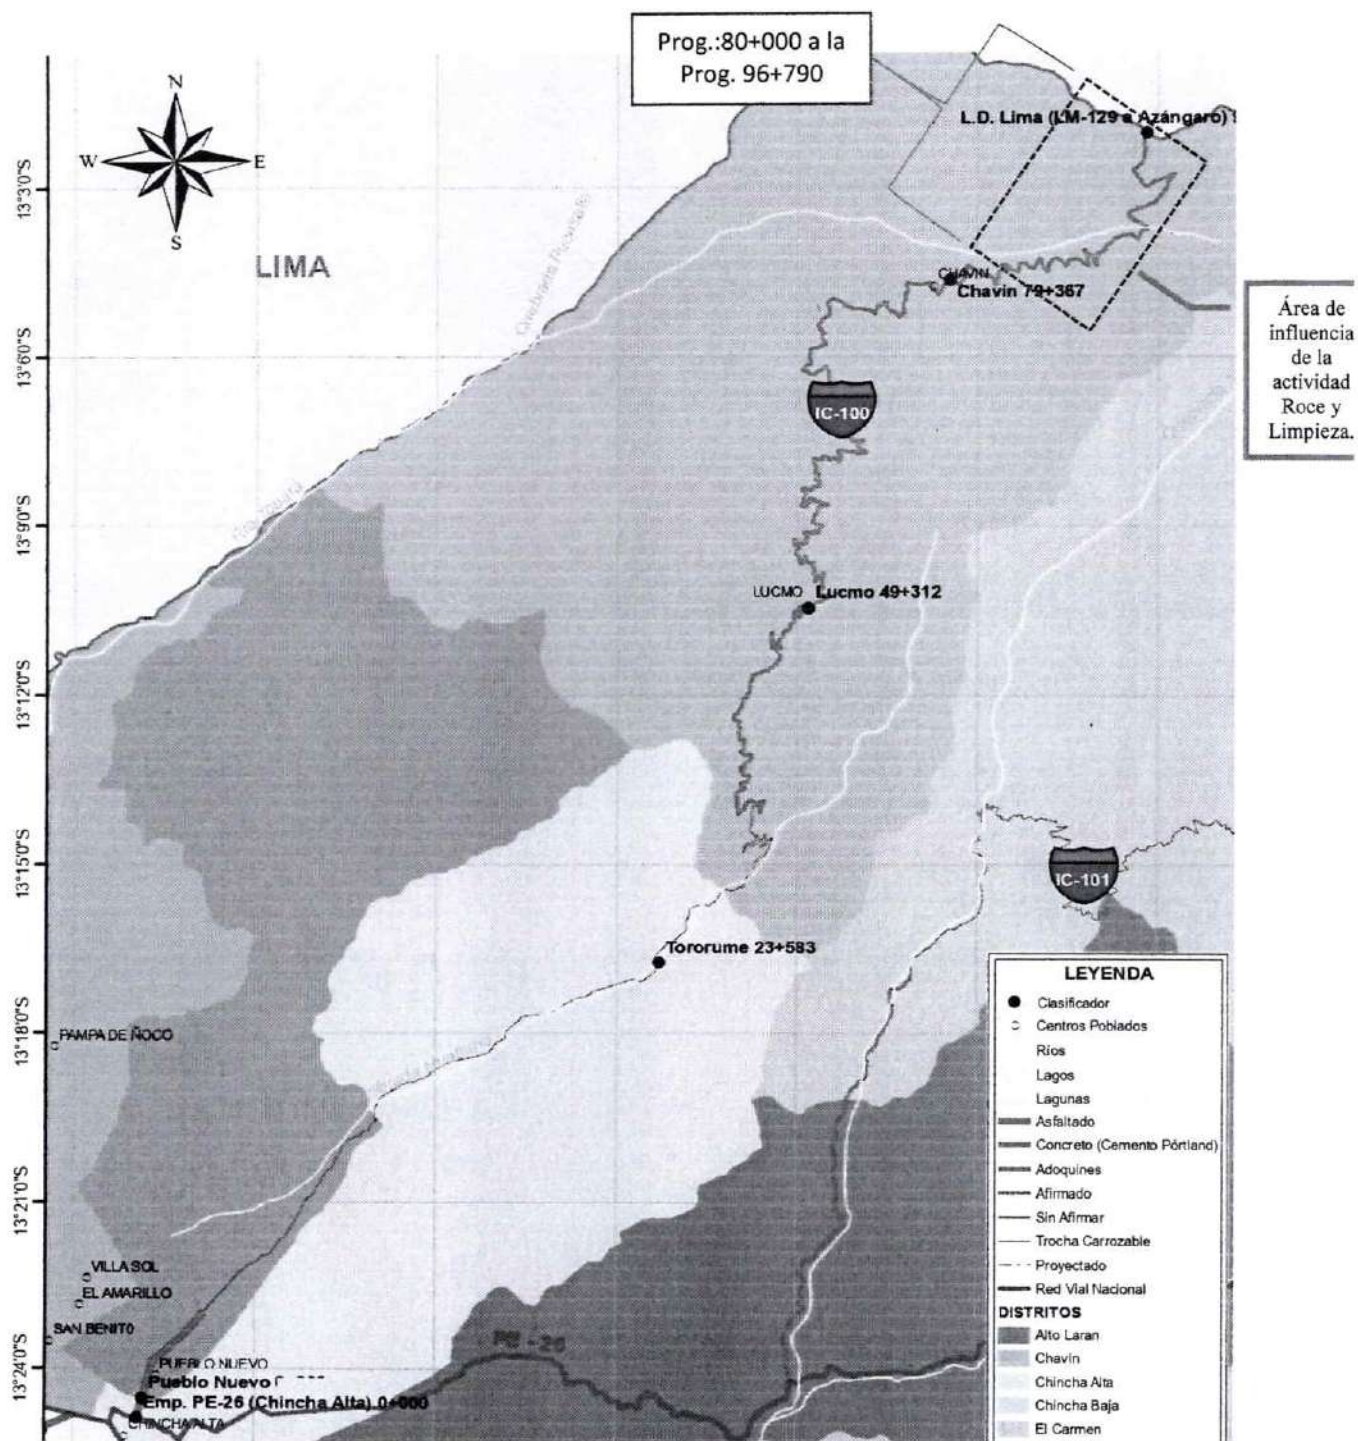 Prog.:80+000 a la
Prog. 96+790
N
W
E
S
L.D. Lima (LM-129 a Azángaro)
LIMA
13°3'0"S
Quebrada
CHAVIN
Chavin 79+367
Área de
influencia
de la
actividad
Roce y
Limpieza.
13°6'0"S
IC-100
13°9'0"S
LUCMO
Lucmo 49+312
13°12'0"S
13°15'0"S
IC-101
Tororume 23+583
13°18'0"S
PAMPA DE ÑOCO
13°21'0"S
VILLA SOL
EL AMARILLO
SAN BENITO
13°24'0"S
PE-26
PUEBLO NUEVO
Pueblo Nuevo
Emp. PE-26 (Chincha Alta) 0+000
CHINCHA ALTA
LEYENDA
Clasificador
Centros Poblados
Ríos
Lagos
Lagunas
Asfaltado
Concreto (Cemento Pórtland)
Adoquines
Afirmado
Sin Afirmar
Trocha Carrozable
Proyectado
Red Vial Nacional
DISTRITOS
Alto Laran
Chavin
Chincha Alta
Chincha Baja
El Carmen